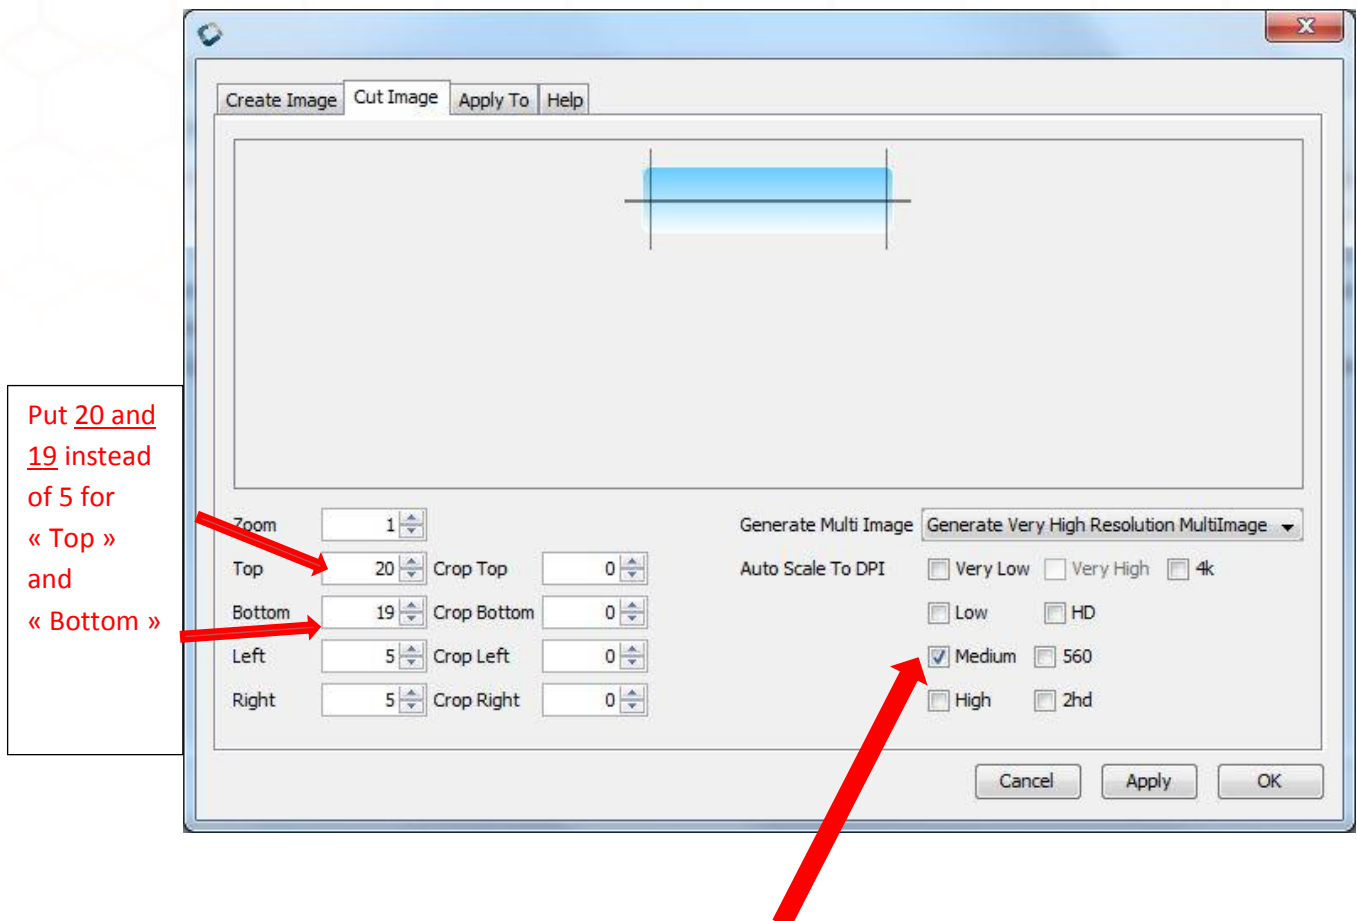 Create Image Cut Image Apply To Help
Put 20 and
19 instead
of 5 for
« Top »
and
« Bottom »
Zoom 1 Generate Multi Image Generate Very High Resolution MultiImage
Top 20 Crop Top 0 Auto Scale To DPI Very Low Very High 4k
Bottom 19 Crop Bottom 0 Low HD
Left 5 Crop Left 0 Medium 560
Right 5 Crop Right 0 High 2hd
Cancel Apply OK